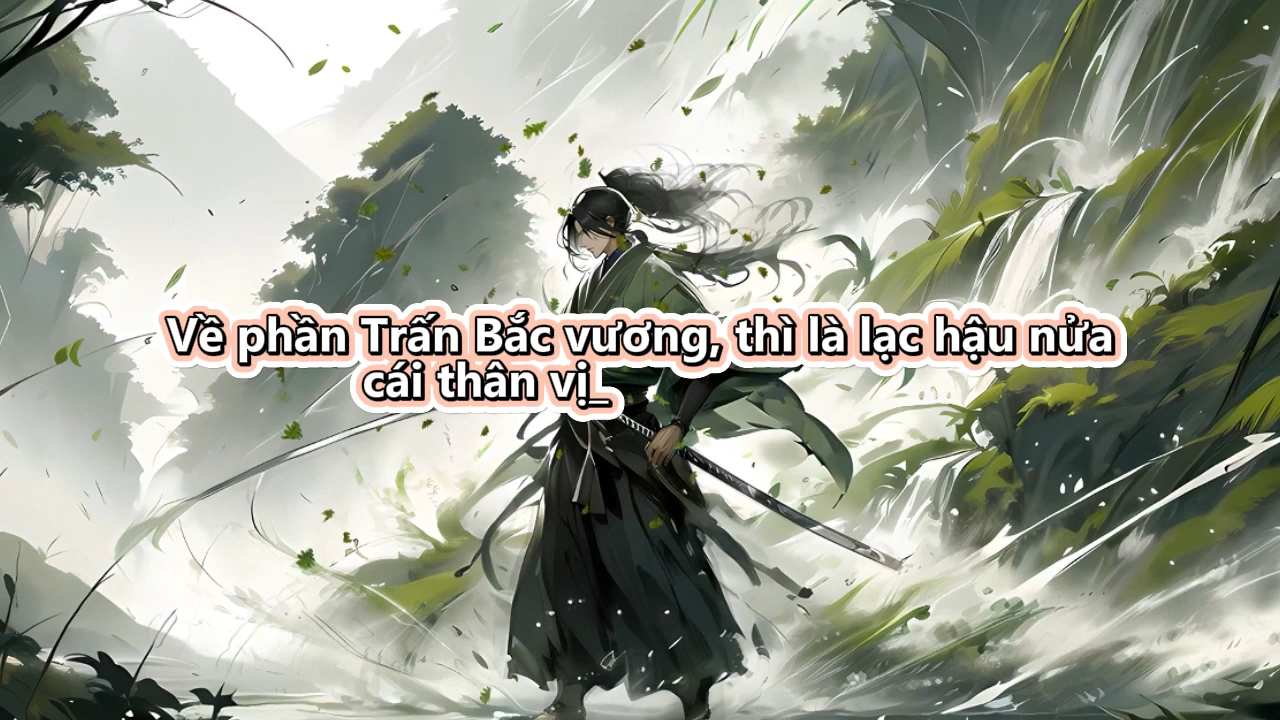 Về phần Trấn Bắc vương, thì là lạc hậu nửa
cái thân vị_